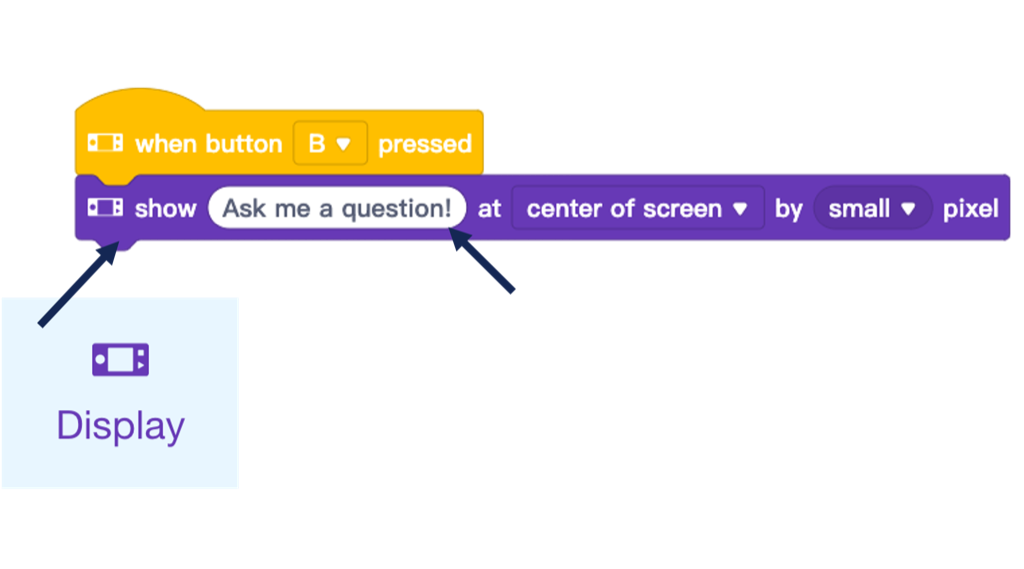 when button B pressed
show Ask me a question! at center of screen by small pixel
Display